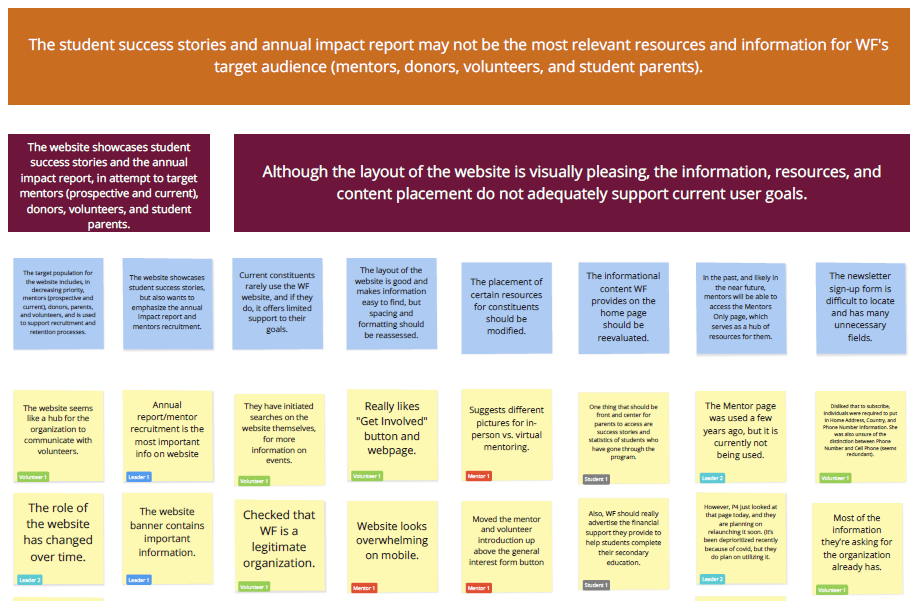 The student success stories and annual impact report may not be the most relevant resources and information for WF's
target audience (mentors, donors, volunteers, and student parents).
The website showcases student
success stories and the annual
impact report, in attempt to target
mentors (prospective and current),
donors, volunteers, and student
parents.
Although the layout of the website is visually pleasing, the information, resources, and
content placement do not adequately support current user goals.
The target population for
the website includes, in
decreasing priority,
mentors (prospective and
current), donors, parents,
and volunteers, and is used
to support recruitment and
retention processes.
The website showcases
student success stories,
but also wants to
emphasize the annual
impact report and
mentors recruitment.
Current constituents
rarely use the WF
website, and if they
do, it offers limited
support to their
goals.
The layout of the
website is good and
makes information
easy to find, but
spacing and
formatting should
be reassessed.
The placement of
certain resources
for constituents
should be
modified.
The informational
content WF
provides on the
home page
should be
reevaluated.
In the past, and likely in
the near future,
mentors will be able to
access the Mentors
Only page, which
serves as a hub of
resources for them.
The newsletter
sign-up form is
difficult to locate
and has many
unnecessary
fields.
The website seems
like a hub for the
organization to
communicate with
volunteers.
Volunteer 1
Annual
report/mentor
recruitment is the
most important
info on website
Leader 1
They have initiated
searches on the
website themselves,
for more
information on
events.
Volunteer 1
Really likes
"Get Involved"
button and
webpage.
Volunteer 1
Suggests different
pictures for in-
person vs. virtual
mentoring.
Mentor 1
One thing that should be
front and center for
parents to access are
success stories and
statistics of students who
have gone through the
program.
Student 1
The Mentor page
was used a few
years ago, but it is
currently not
being used.
Leader 2
Disliked that to subscribe,
individuals were required to put
in Home Address, Country, and
Phone Number information. She
was also unsure of the
distinction between Phone
Number and Cell Phone (seems
redundant).
Volunteer 1
The role of
the website
has changed
over time.
Leader 2
The website
banner contains
important
information.
Leader 1
Checked that
WF is a
legitimate
organization.
Volunteer 1
Website looks
overwhelming
on mobile.
Mentor 1
Moved the mentor
and volunteer
introduction up
above the general
interest form button
Mentor 1
Also, WF should really
advertise the financial
support they provide to
help students complete
their secondary
education.
Student 1
However, P4 just looked at
that page today, and they
are planning on
relaunching it soon. (It's
been deprioritized recently
because of covid, but they
do plan on utilizing it.
Leader 2
Most of the
information
they're asking for
the organization
already has.
Volunteer 1